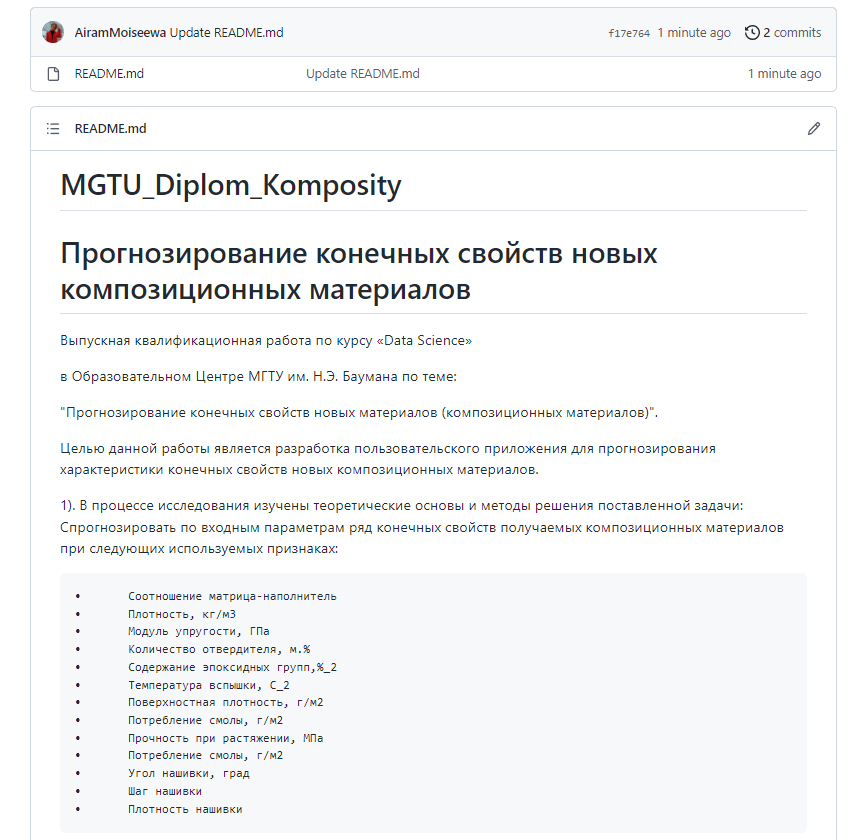 AiramMoiseewa Update README.md f17e764 1 minute ago 2 commits
README.md Update README.md 1 minute ago
README.md
MGTU_Diplom_Komposity
Прогнозирование конечных свойств новых
композиционных материалов
Выпускная квалификационная работа по курсу «Data Science»
в Образовательном Центре МГТУ им. Н.Э. Баумана по теме:
"Прогнозирование конечных свойств новых материалов (композиционных материалов)".
Целью данной работы является разработка пользовательского приложения для прогнозирования
характеристики конечных свойств новых композиционных материалов.
1). В процессе исследования изучены теоретические основы и методы решения поставленной задачи:
Спрогнозировать по входным параметрам ряд конечных свойств получаемых композиционных материалов
при следующих используемых признаках:
• Соотношение матрица-наполнитель
• Плотность, кг/м3
• Модуль упругости, ГПа
• Количество отвердителя, м.%
• Содержание эпоксидных групп,%_2
• Температура вспышки, С_2
• Поверхностная плотность, г/м2
• Потребление смолы, г/м2
• Прочность при растяжении, МПа
• Потребление смолы, г/м2
• Угол нашивки, град
• Шаг нашивки
• Плотность нашивки